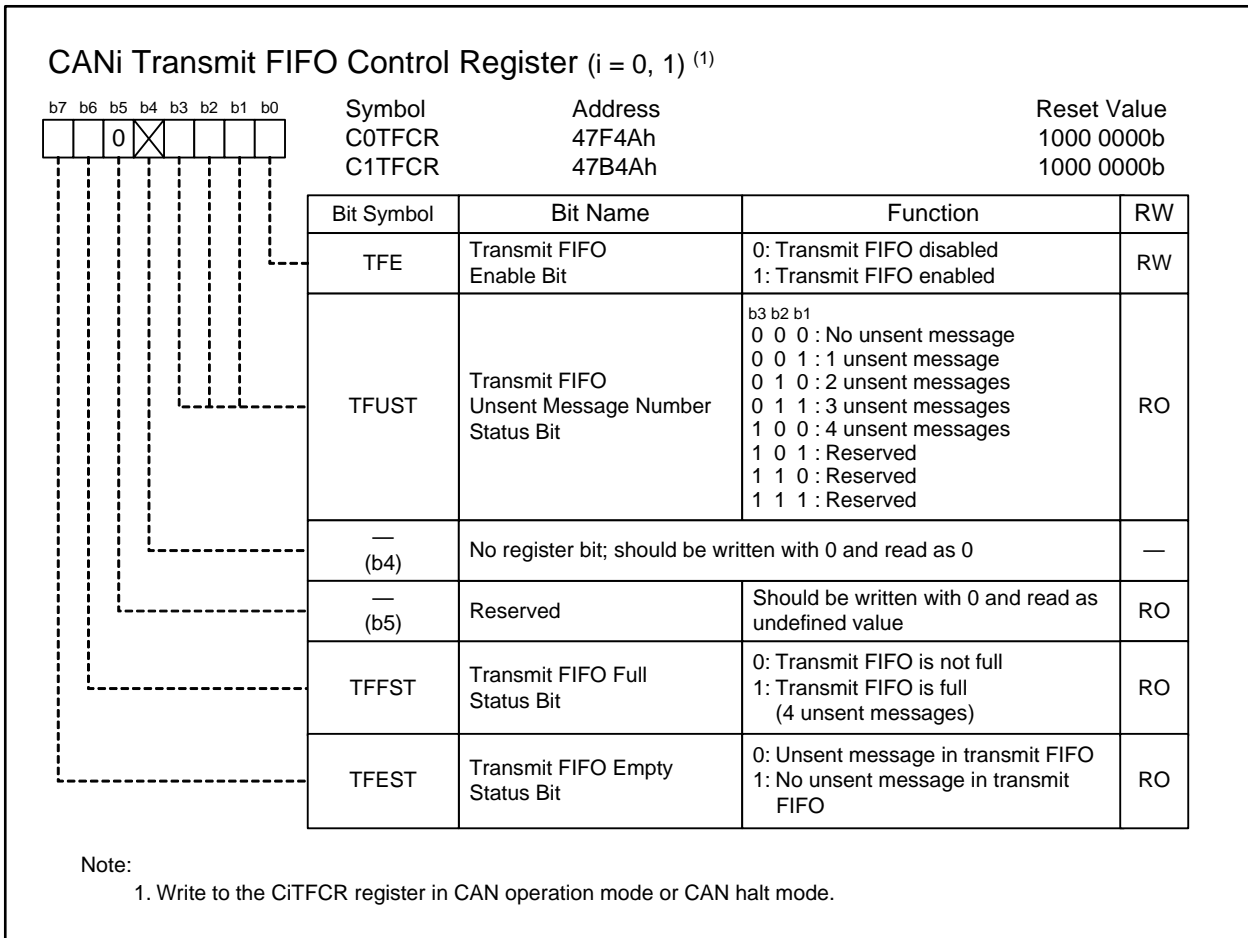 CANi Transmit FIFO Control Register (i = 0, 1) (1)
b7 b6 b5 b4 b3 b2 b1 b0
0
Symbol Address Reset Value
C0TFCR 47F4Ah 1000 0000b
C1TFCR 47B4Ah 1000 0000b
Bit Symbol Bit Name Function RW
TFE
Transmit FIFO
Enable Bit
0: Transmit FIFO disabled
1: Transmit FIFO enabled
RW
TFUST
Transmit FIFO
Unsent Message Number
Status Bit
b3 b2 b1
0 0 0 : No unsent message
0 0 1 : 1 unsent message
0 1 0 : 2 unsent messages
0 1 1 : 3 unsent messages
1 0 0 : 4 unsent messages
1 0 1 : Reserved
1 1 0 : Reserved
1 1 1 : Reserved
RO
—
(b4)
No register bit; should be written with 0 and read as 0
—
—
(b5)
Reserved
Should be written with 0 and read as
undefined value
RO
TFFST
Transmit FIFO Full
Status Bit
0: Transmit FIFO is not full
1: Transmit FIFO is full
(4 unsent messages)
RO
TFEST
Transmit FIFO Empty
Status Bit
0: Unsent message in transmit FIFO
1: No unsent message in transmit
FIFO
RO
Note:
1. Write to the CiTFCR register in CAN operation mode or CAN halt mode.